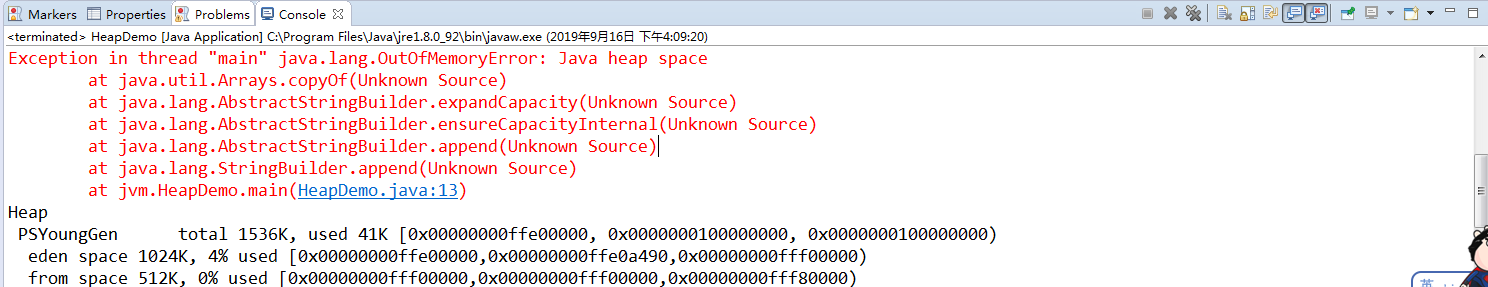 Markers Properties Problems Console
<terminated> HeapDemo [Java Application] C:\Program Files\Java\jre1.8.0_92\bin\javaw.exe (2019年9月16日 下午4:09:20)
Exception in thread "main" java.lang.OutOfMemoryError: Java heap space
at java.util.Arrays.copyOf(Unknown Source)
at java.lang.AbstractStringBuilder.expandCapacity(Unknown Source)
at java.lang.AbstractStringBuilder.ensureCapacityInternal(Unknown Source)
at java.lang.AbstractStringBuilder.append(Unknown Source)
at java.lang.StringBuilder.append(Unknown Source)
at jvm.HeapDemo.main(HeapDemo.java:13)
Heap
PSYoungGen total 1536K, used 41K [0x00000000ffe00000, 0x0000000100000000, 0x0000000100000000)
eden space 1024K, 4% used [0x00000000ffe00000,0x00000000ffe0a490,0x00000000fff00000)
from space 512K, 0% used [0x00000000fff00000,0x00000000fff00000,0x00000000fff80000)